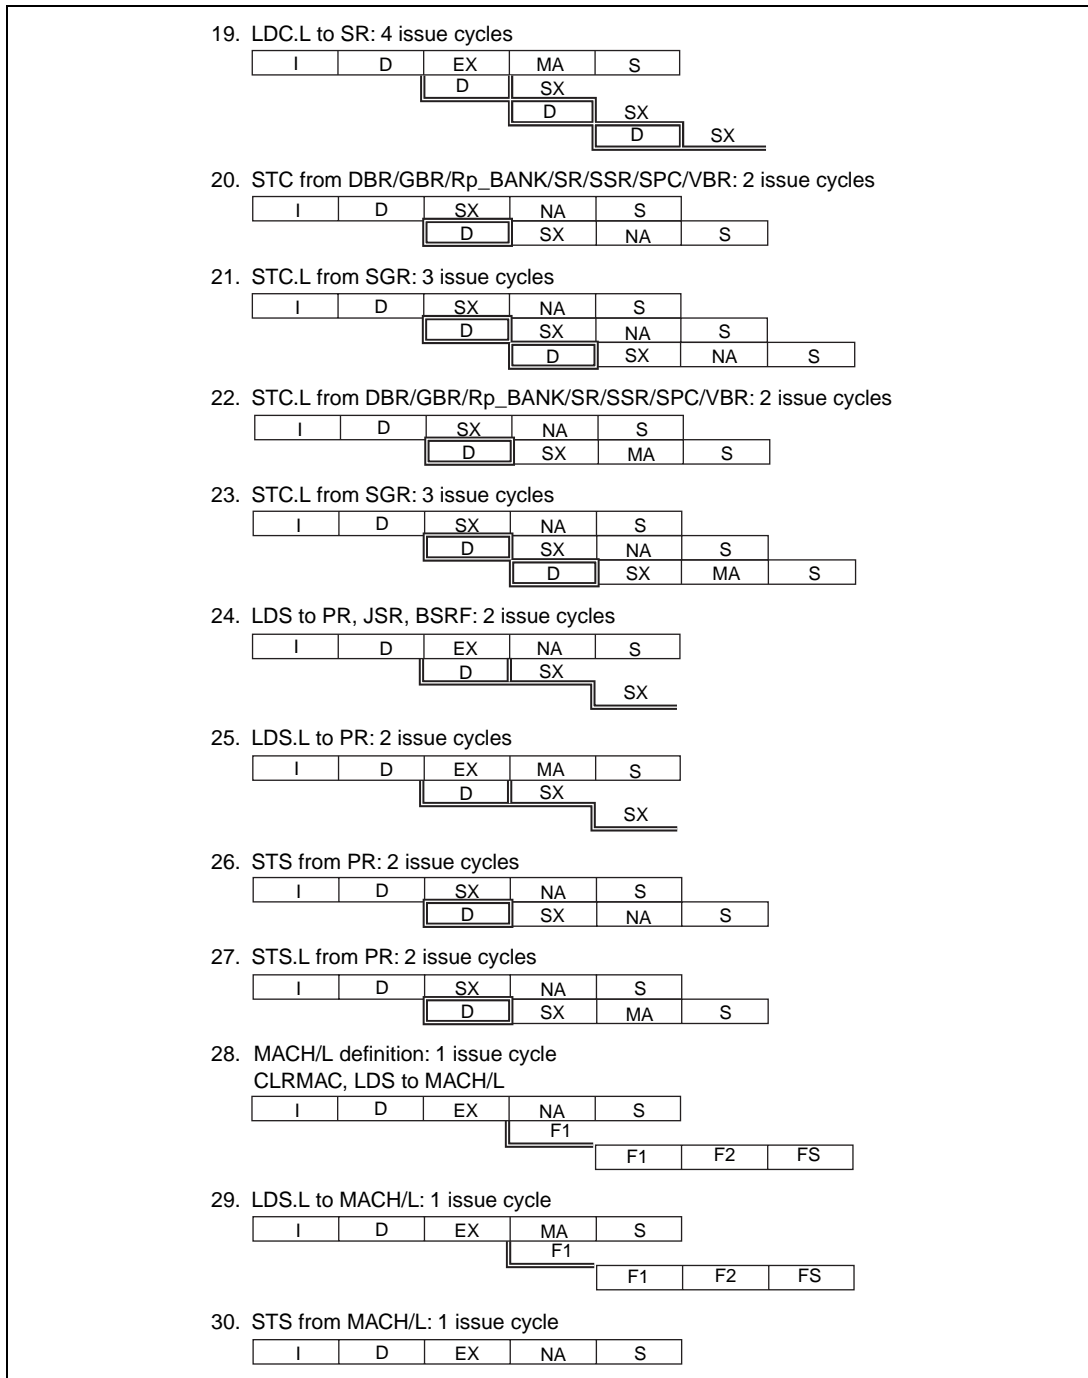 19. LDC.L to SR: 4 issue cycles
I D EX MA S
D SX
D SX
D SX
20. STC from DBR/GBR/Rp_BANK/SR/SSR/SPC/VBR: 2 issue cycles
I D SX NA S
D SX NA S
21. STC.L from SGR: 3 issue cycles
I D SX NA S
D SX NA S
D SX NA S
22. STC.L from DBR/GBR/Rp_BANK/SR/SSR/SPC/VBR: 2 issue cycles
I D SX NA S
D SX MA S
23. STC.L from SGR: 3 issue cycles
I D SX NA S
D SX NA S
D SX MA S
24. LDS to PR, JSR, BSRF: 2 issue cycles
I D EX NA S
D SX
SX
25. LDS.L to PR: 2 issue cycles
I D EX MA S
D SX
SX
26. STS from PR: 2 issue cycles
I D SX NA S
D SX NA S
27. STS.L from PR: 2 issue cycles
I D SX NA S
D SX MA S
28. MACH/L definition: 1 issue cycle
CLRMAC, LDS to MACH/L
I D EX NA S
F1
F1 F2 FS
29. LDS.L to MACH/L: 1 issue cycle
I D EX MA S
F1
F1 F2 FS
30. STS from MACH/L: 1 issue cycle
I D EX NA S